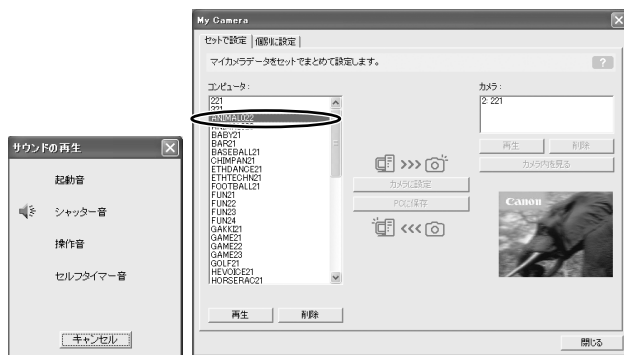 サウンドの再生
起動音
シャッター音
操作音
セルフタイマー音
キャンセル
My Camera
セットで設定
個別に設定
マイカメラデータをセットでまとめて設定します。
?
コンピュータ:
221
221
ANIMAL022
BABY21
BAR21
BASEBALL21
CHIMPAN21
ETHDANCE21
ETHTECHN21
FOOTBALL21
FUN21
FUN22
FUN23
FUN24
GAKKI21
GAME21
GAME22
GAME23
GOLF21
HEVOICE21
HORSERAC21
再生
削除
>>>
カメラに設定
PCに保存
<<<
カメラ:
2: 221
再生
削除
カメラ内を見る
Canon
閉じる